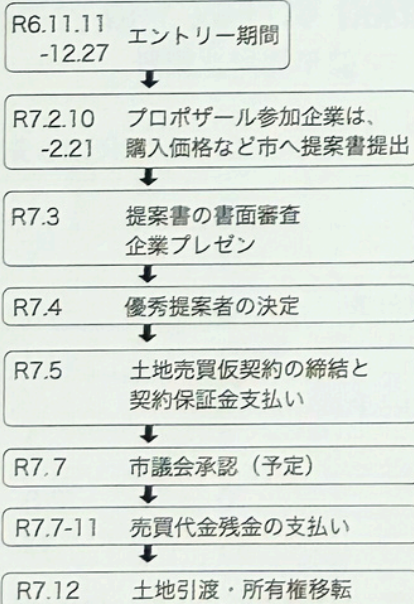 R6.11.11 エントリー期間
-12.27
R7.2.10 プロポザール参加企業は、
-2.21 購入価格など市へ提案書提出
R7.3 提案書の書面審査
企業プレゼン
R7.4 優秀提案者の決定
R7.5 土地売買仮契約の締結と
契約保証金支払い
R7.7 市議会承認（予定）
R7.7-11 売買代金残金の支払い
R7.12 土地引渡・所有権移転